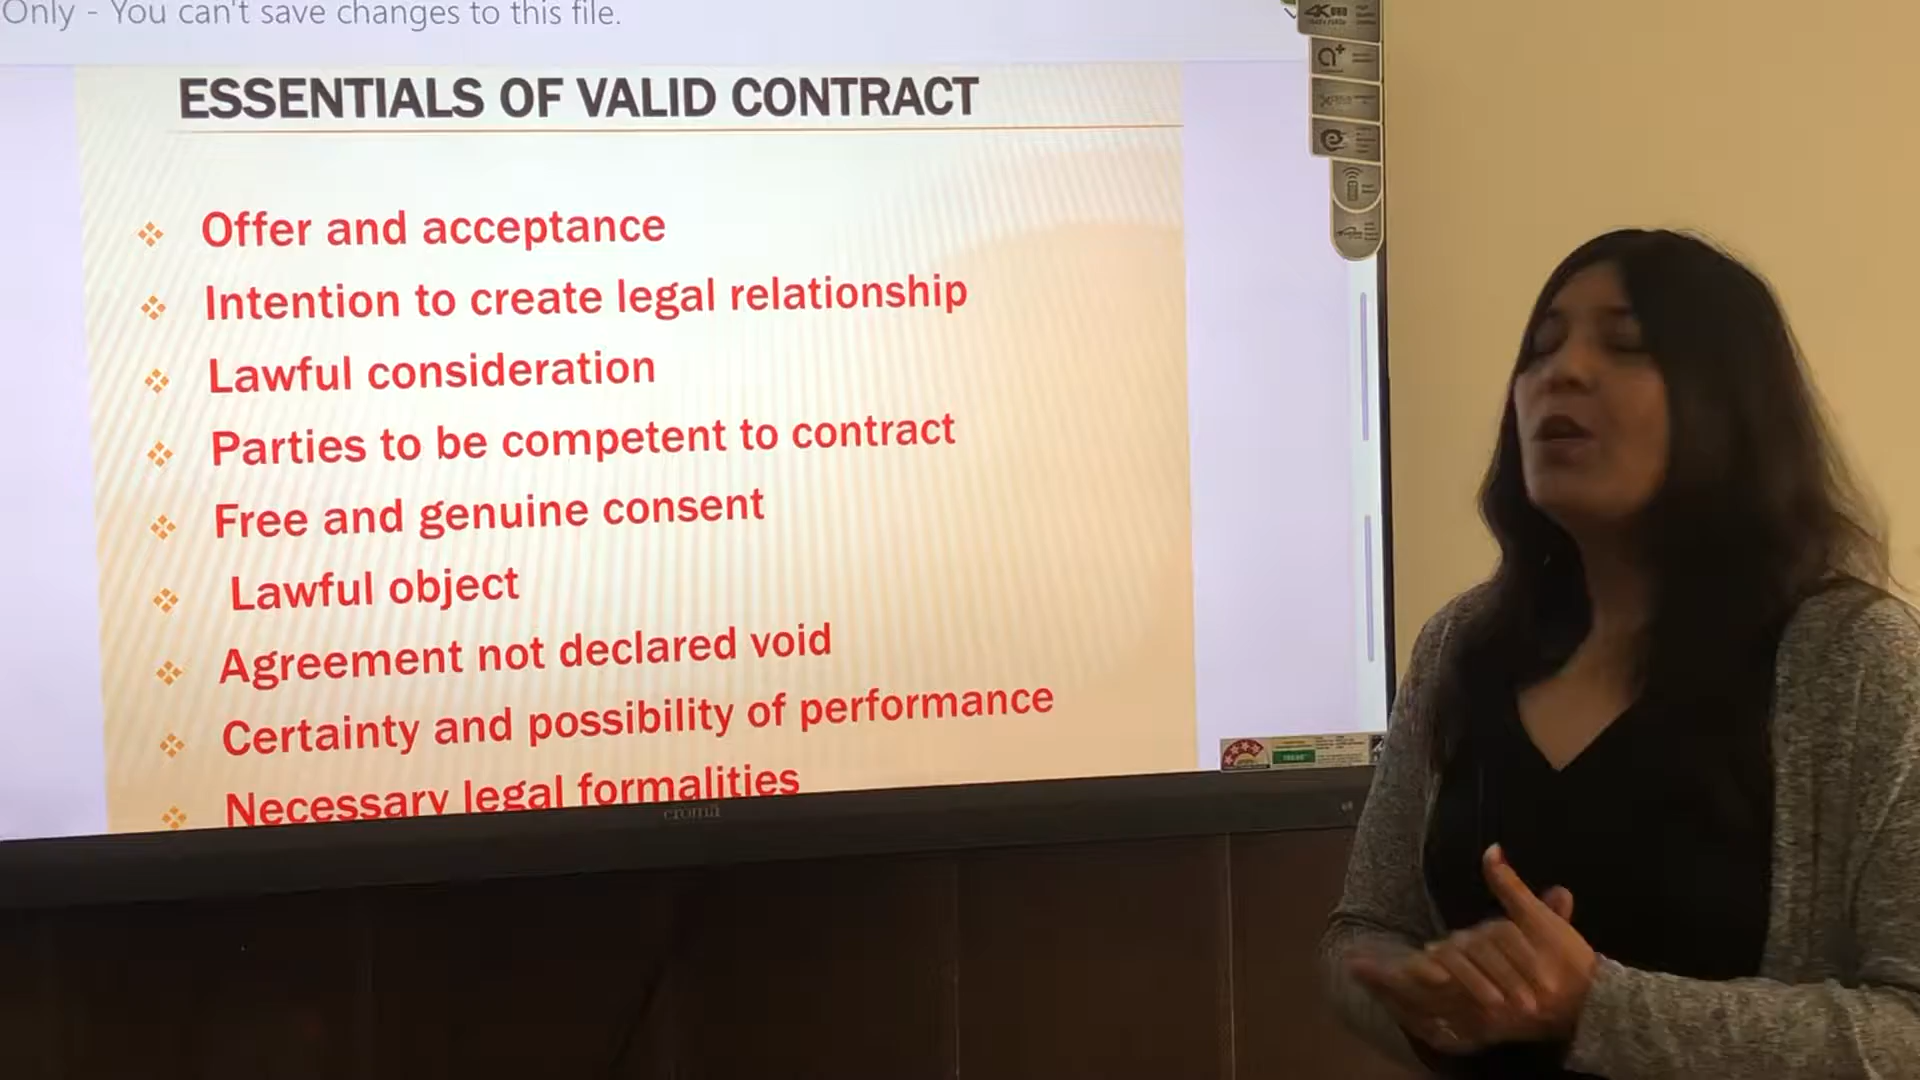 Only - You can't save changes to this file.
ESSENTIALS OF VALID CONTRACT
Offer and acceptance
Intention to create legal relationship
Lawful consideration
Parties to be competent to contract
Free and genuine consent
Lawful object
Agreement not declared void
Certainty and possibility of performance
Necessary legal formalities
croma
4K
a+
e